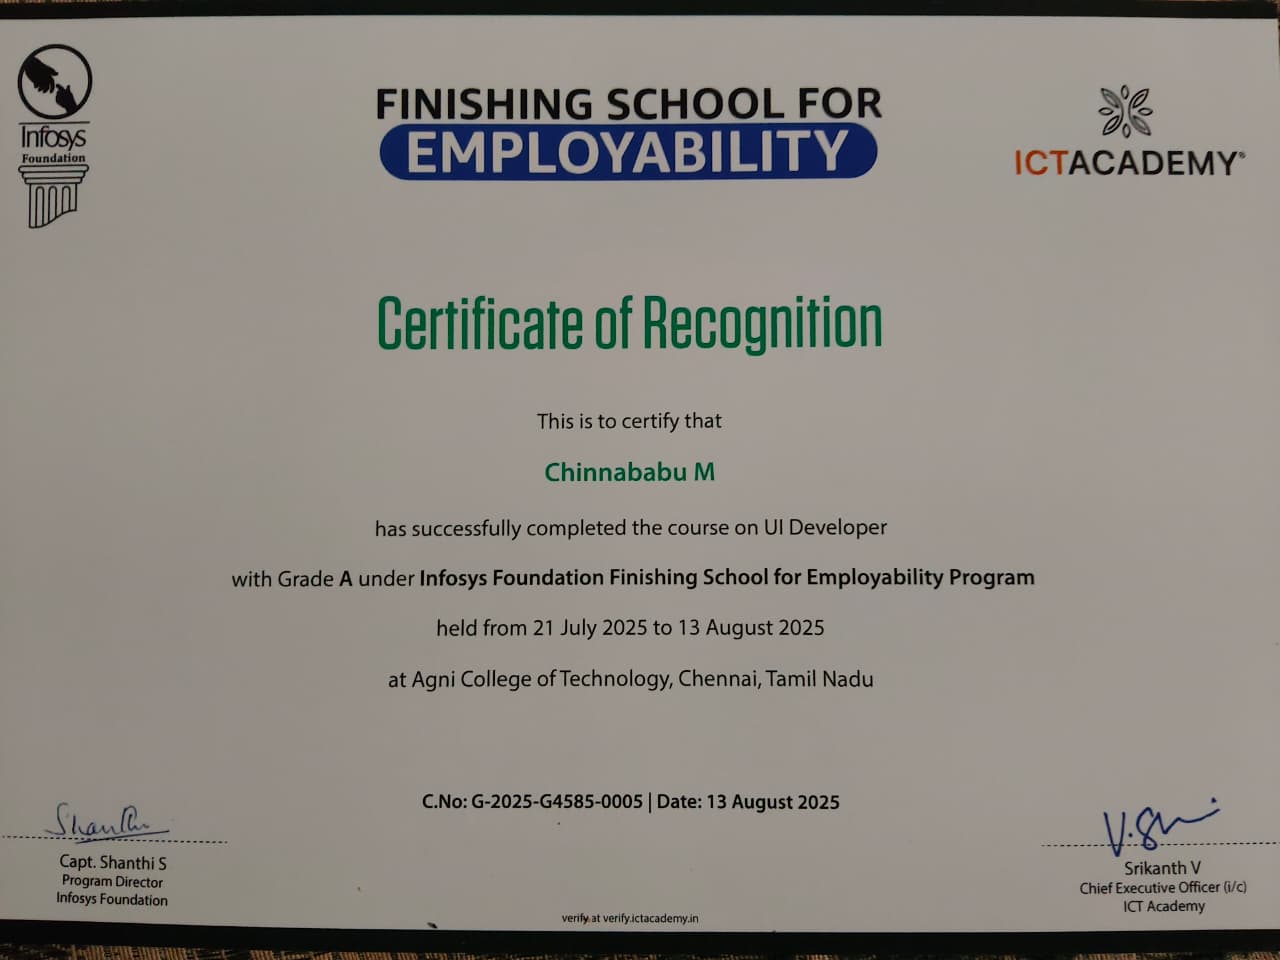 Infosys
Foundation
FINISHING SCHOOL FOR
EMPLOYABILITY
ICTACADEMY®
Certificate of Recognition
This is to certify that
Chinnababu M
has successfully completed the course on UI Developer
with Grade A under Infosys Foundation Finishing School for Employability Program
held from 21 July 2025 to 13 August 2025
at Agni College of Technology, Chennai, Tamil Nadu
C.No: G-2025-G4585-0005 | Date: 13 August 2025
Shanthi
Capt. Shanthi S
Program Director
Infosys Foundation
Srikanth V
Chief Executive Officer (i/c)
ICT Academy
verify at verify.ictacademy.in